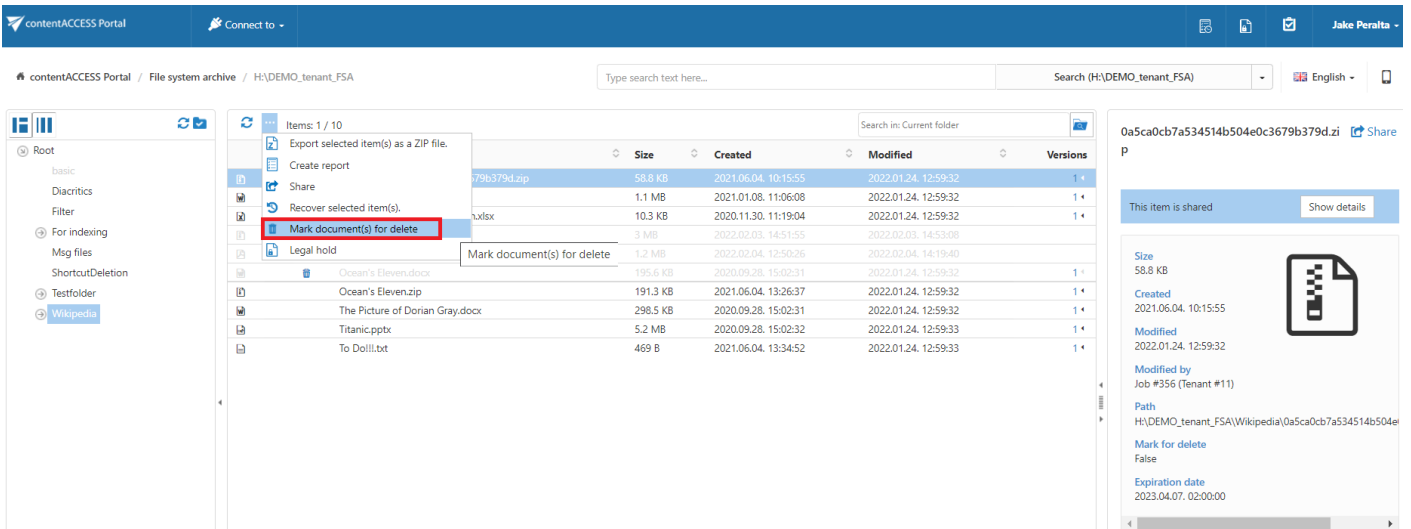 contentACCESS Portal
Connect to
Jake Peralta
contentACCESS Portal / File system archive / H:\DEMO_tenant_FSA
Type search text here...
Search (H:\DEMO_tenant_FSA)
English
Root
basic
Diacritics
Filter
For indexing
Msg files
ShortcutDeletion
Testfolder
Wikipedia
Items: 1 / 10
Search in: Current folder
Export selected item(s) as a ZIP file.
Create report
Share
Recover selected item(s).
Mark document(s) for delete
Legal hold
Mark document(s) for delete
Size Created Modified Versions
79b379d.zip 58.8 KB 2021.06.04. 10:15:55 2022.01.24. 12:59:32 1
1.1 MB 2021.01.08. 11:06:08 2022.01.24. 12:59:32 1
n.xlsx 10.3 KB 2020.11.30. 11:19:04 2022.01.24. 12:59:32 1
3 MB 2022.02.03. 14:51:55 2022.02.03. 14:53:08
1.2 MB 2022.02.04. 12:50:26 2022.02.04. 14:19:40
Ocean's Eleven.docx 195.6 KB 2020.09.28. 15:02:31 2022.01.24. 12:59:32 1
Ocean's Eleven.zip 191.3 KB 2021.06.04. 13:26:37 2022.01.24. 12:59:32 1
The Picture of Dorian Gray.docx 298.5 KB 2020.09.28. 15:02:31 2022.01.24. 12:59:32 1
Titanic.pptx 5.2 MB 2020.09.28. 15:02:32 2022.01.24. 12:59:33 1
To Do!!!.txt 469 B 2021.06.04. 13:34:52 2022.01.24. 12:59:33 1
0a5ca0cb7a534514b504e0c3679b379d.zi
p
Share
This item is shared
Show details
Size
58.8 KB
Created
2021.06.04. 10:15:55
Modified
2022.01.24. 12:59:32
Modified by
Job #356 (Tenant #11)
Path
H:\DEMO_tenant_FSA\Wikipedia\0a5ca0cb7a534514b504e
Mark for delete
False
Expiration date
2023.04.07. 02:00:00